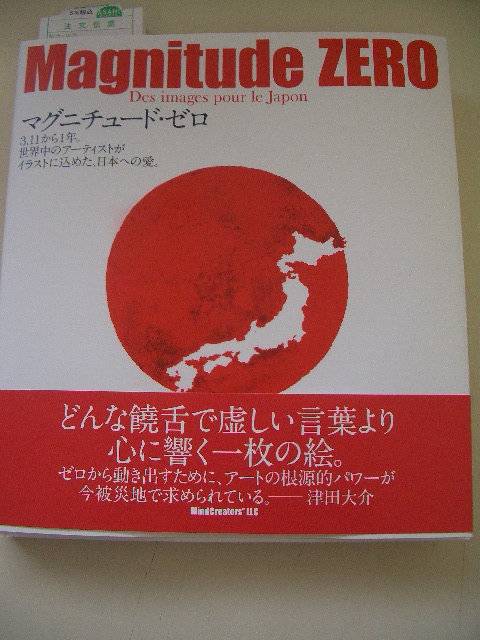 ASAHI
注文伝票
Magnitude ZERO
Des images pour le Japon
マグニチュード・ゼロ
3.11から1年。
世界中のアーティストが
イラストに込めた、日本への愛。
どんな饒舌で虚しい言葉より
心に響く一枚の絵。
ゼロから動き出すために、アートの根源的パワーが
今被災地で求められている。── 津田大介
MindCreators LLC